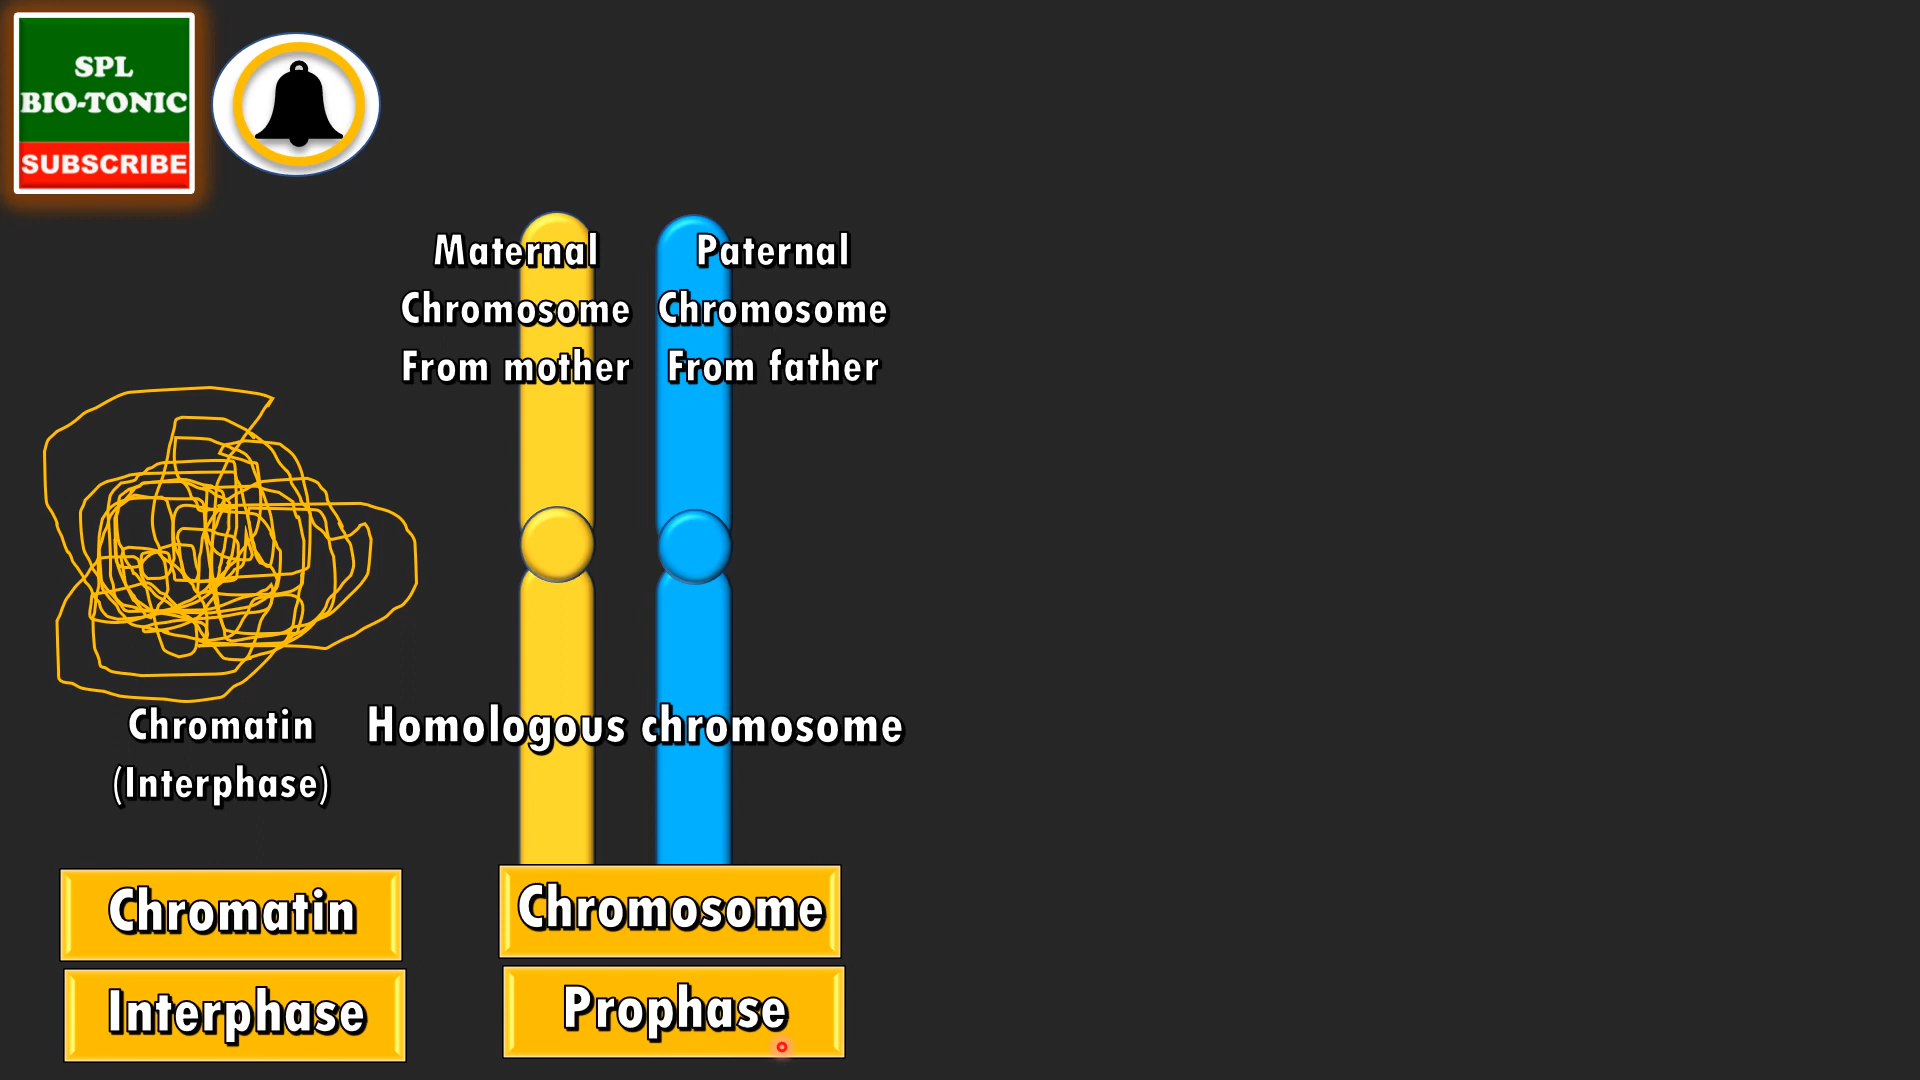 SPL
BIO-TONIC
SUBSCRIBE
Maternal
Chromosome
From mother
Paternal
Chromosome
From father
Chromatin
(Interphase)
Homologous chromosome
Chromatin
Interphase
Chromosome
Prophase